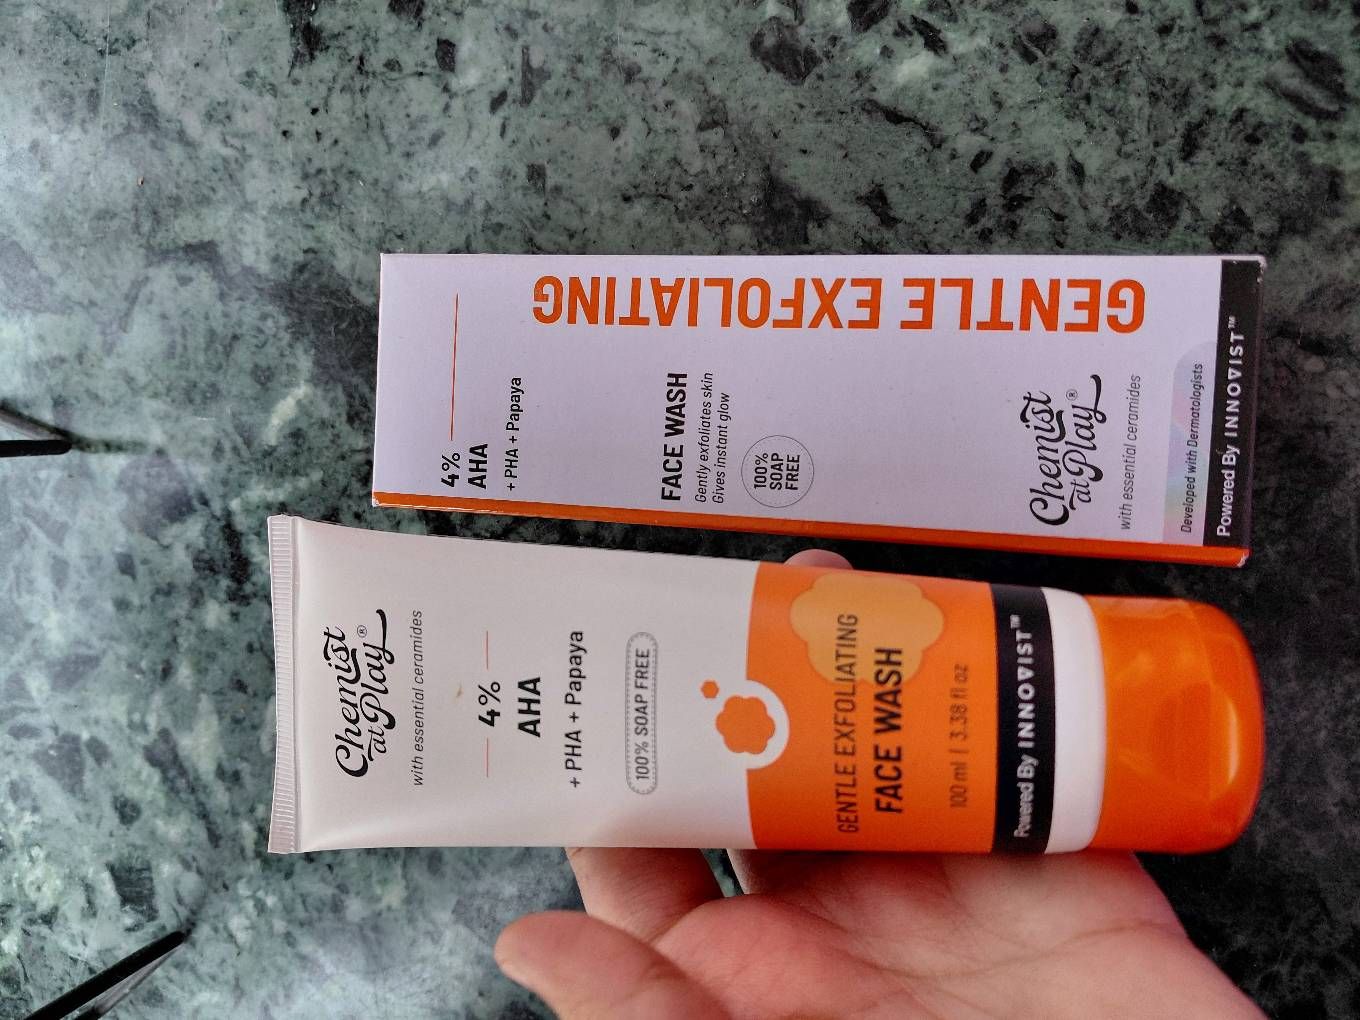 4%
AHA
+ PHA + Papaya
FACE WASH
Gently exfoliates skin
Gives instant glow
100%
SOAP
FREE
GENTLE EXFOLIATING
Chemist
at Play®
with essential ceramides
Developed with Dermatologists
Powered By INNOVIST™
Chemist
at Play®
with essential ceramides
4%
AHA
+ PHA + Papaya
100% SOAP FREE
GENTLE EXFOLIATING
FACE WASH
100 ml | 3.38 fl oz
Powered By INNOVIST™